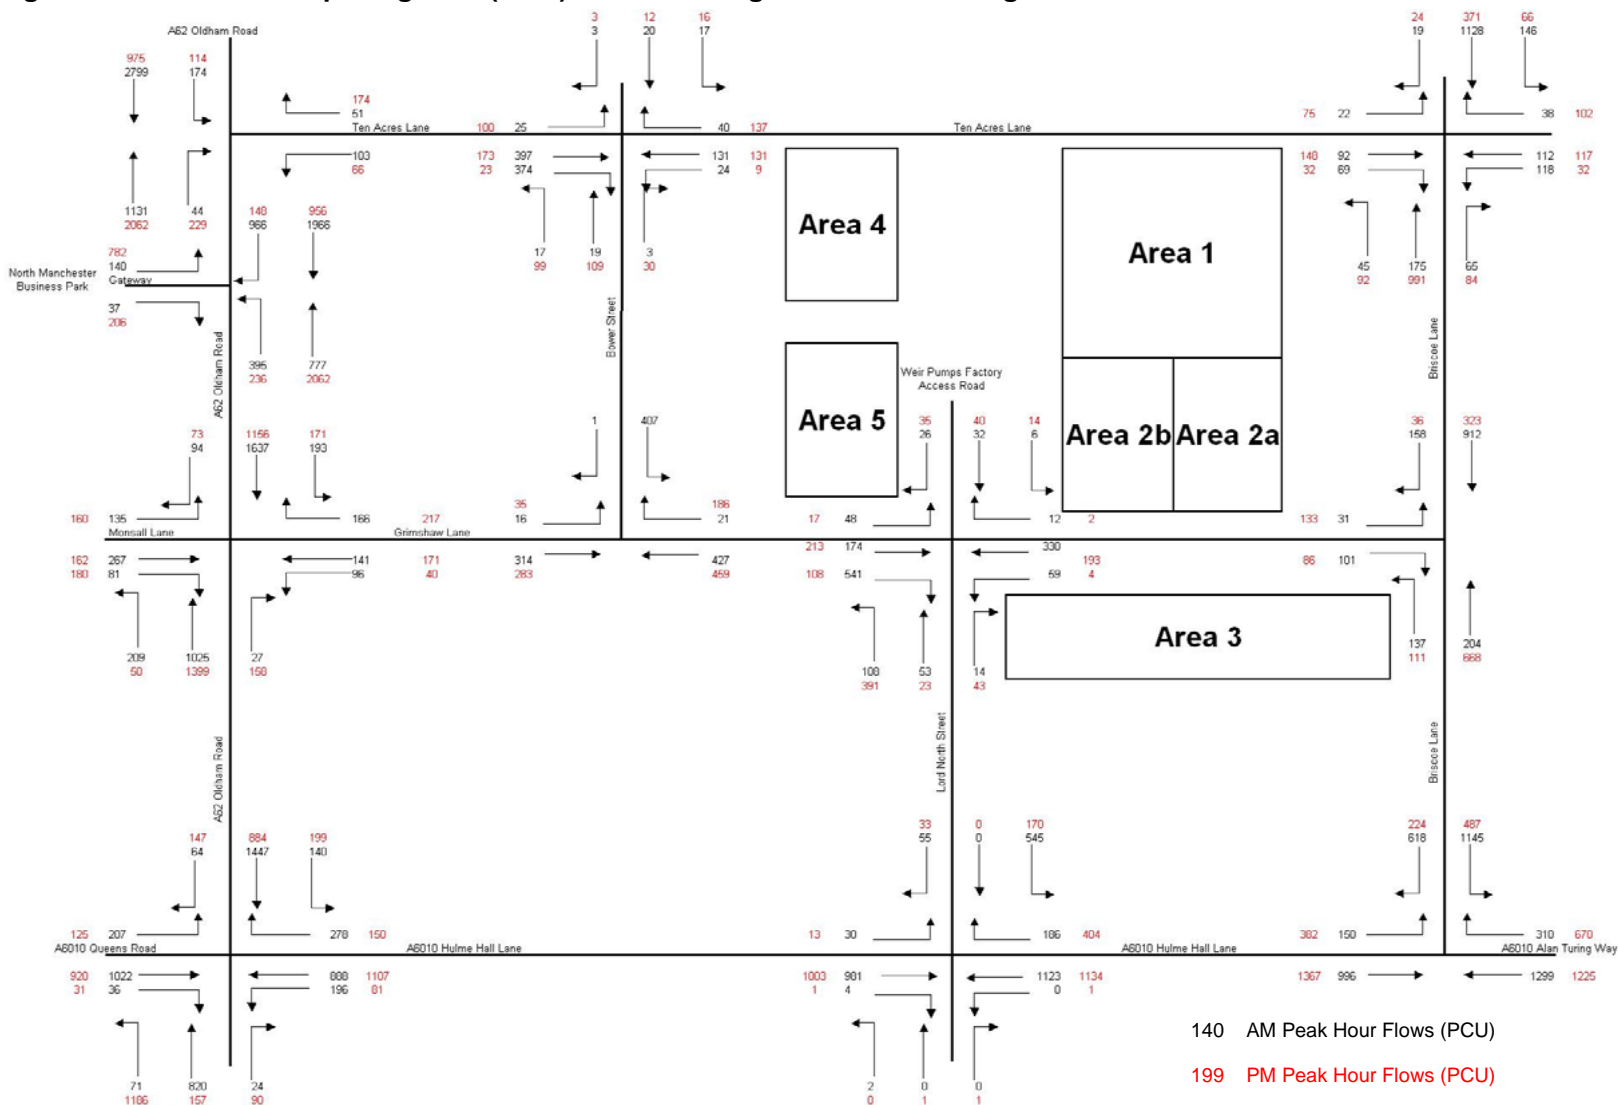 3 12 16 24 371 66
A62 Oldham Road 3 20 17 19 1128 146
975 114
2799 174
174
51 75 22 38 102
Ten Acres Lane 100 25 40 137 Ten Acres Lane
103 173 397 131 131 148 92 112 117
66 23 374 24 9 32 69 118 32
1131 44 148 956
2062 229 966 1966
Area 4
Area 1
17 19 3 45 175 65
99 109 30 92 991 84
782
140
North Manchester
Business Park
Gateway
37
206
A62 Oldham Road
Bower Street
Briscoe Lane
395 777
236 2062
Weir Pumps Factory
Access Road
73 1156 171 1 407 35 40 14 36 323
94 1637 193 26 32 6 158 912
Area 5
Area 2b Area 2a
160 135 166 217 35 186 17 48 12 2 133 31
16 21
Monsall Lane Grimshaw Lane
162 267 141 171 314 427 213 174 330 86 101
180 81 96 40 283 459 108 541 59 4
193
Area 3
209 1025 27 108 53 14 137 204
50 1399 158 391 23 43 111 668
A62 Oldham Road
Lord North Street
Briscoe Lane
147 884 199 33 0 170 224 487
64 1447 140 55 0 545 618 1145
125 207 278 150 13 30 186 404 382 150 310 670
A6010 Queens Road A6010 Hulme Hall Lane A6010 Hulme Hall Lane A6010 Alan Turing Way
920 1022 888 1107 1003 981 1123 1134 1367 996 1299 1225
31 36 196 81 1 4 0 1
140 AM Peak Hour Flows (PCU)
199 PM Peak Hour Flows (PCU)
71 820 24 2 0 0
1186 157 90 0 1 1